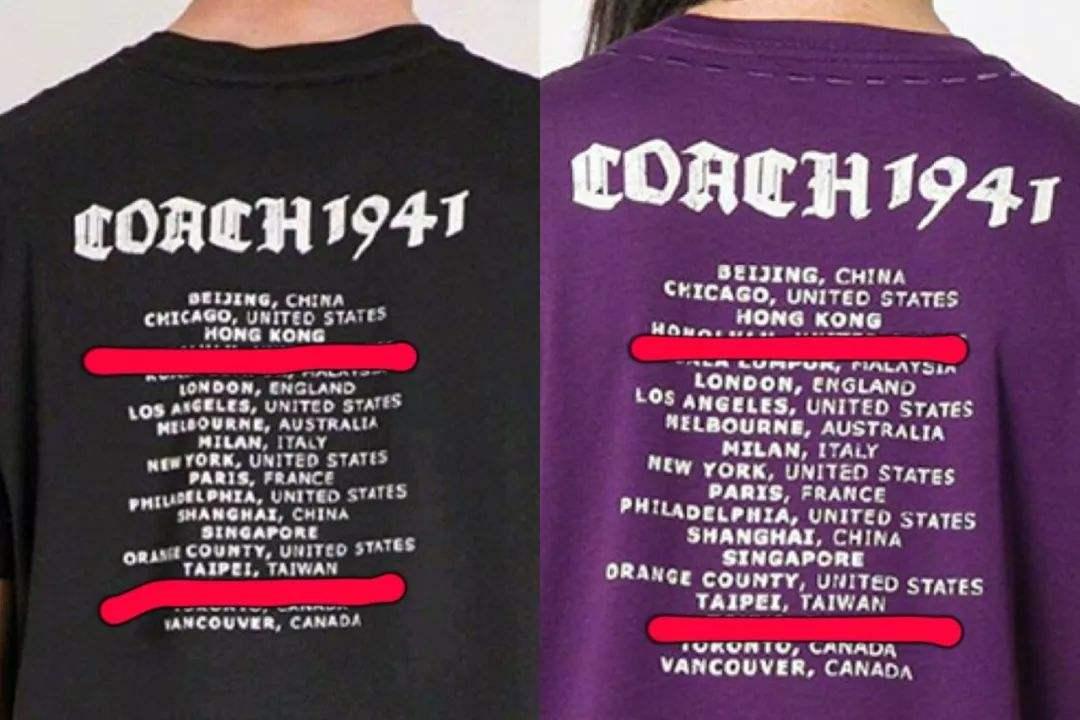 COACH 1941
BEIJING, CHINA
CHICAGO, UNITED STATES
HONG KONG
LONDON, ENGLAND
LOS ANGELES, UNITED STATES
MELBOURNE, AUSTRALIA
MILAN, ITALY
NEW YORK, UNITED STATES
PARIS, FRANCE
PHILADELPHIA, UNITED STATES
SHANGHAI, CHINA
SINGAPORE
ORANGE COUNTY, UNITED STATES
TAIPEI, TAIWAN
VANCOUVER, CANADA
COACH 1941
BEIJING, CHINA
CHICAGO, UNITED STATES
HONG KONG
LUMPUR, MALAYSIA
LONDON, ENGLAND
LOS ANGELES, UNITED STATES
MELBOURNE, AUSTRALIA
MILAN, ITALY
NEW YORK, UNITED STATES
PARIS, FRANCE
PHILADELPHIA, UNITED STATES
SHANGHAI, CHINA
SINGAPORE
ORANGE COUNTY, UNITED STATES
TAIPEI, TAIWAN
TORONTO, CANADA
VANCOUVER, CANADA